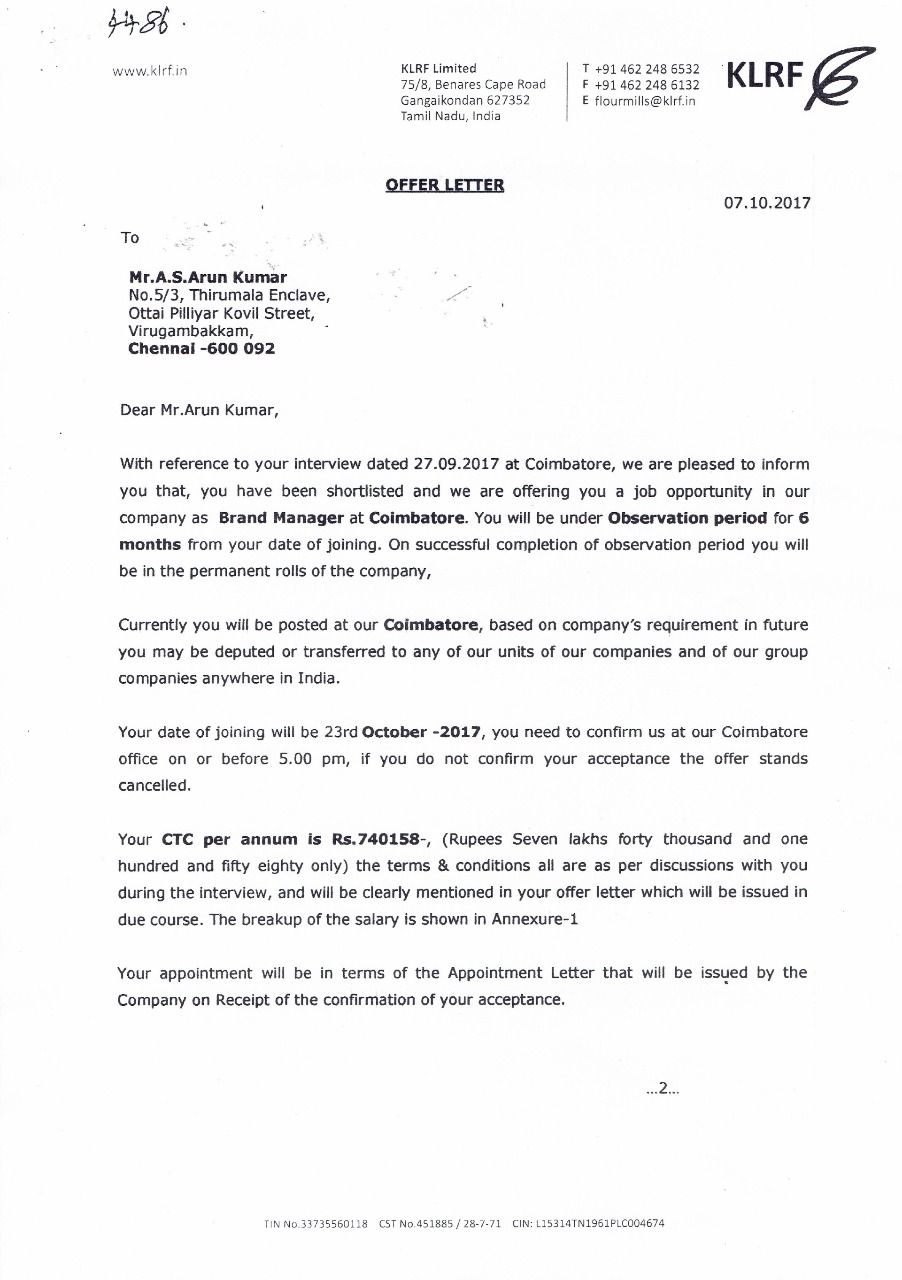 4486.
www.klrf.in
KLRF Limited
75/8, Benares Cape Road
Gangaikondan 627352
Tamil Nadu, India
T +91 462 248 6532
F +91 462 248 6132
E flourmills@klrf.in
KLRF
OFFER LETTER
07.10.2017
To
Mr.A.S.Arun Kumar
No.5/3, Thirumala Enclave,
Ottai Pilliyar Kovil Street,
Virugambakkam,
Chennai -600 092
Dear Mr.Arun Kumar,
With reference to your interview dated 27.09.2017 at Coimbatore, we are pleased to inform
you that, you have been shortlisted and we are offering you a job opportunity in our
company as Brand Manager at Coimbatore. You will be under Observation period for 6
months from your date of joining. On successful completion of observation period you will
be in the permanent rolls of the company,
Currently you will be posted at our Coimbatore, based on company's requirement in future
you may be deputed or transferred to any of our units of our companies and of our group
companies anywhere in India.
Your date of joining will be 23rd October -2017, you need to confirm us at our Coimbatore
office on or before 5.00 pm, if you do not confirm your acceptance the offer stands
cancelled.
Your CTC per annum is Rs.740158-, (Rupees Seven lakhs forty thousand and one
hundred and fifty eighty only) the terms & conditions all are as per discussions with you
during the interview, and will be clearly mentioned in your offer letter which will be issued in
due course. The breakup of the salary is shown in Annexure-1
Your appointment will be in terms of the Appointment Letter that will be issued by the
Company on Receipt of the confirmation of your acceptance.
...2...
TIN No.33735560118 CST No.451885 / 28-7-71 CIN: L15314TN1961PLC004674